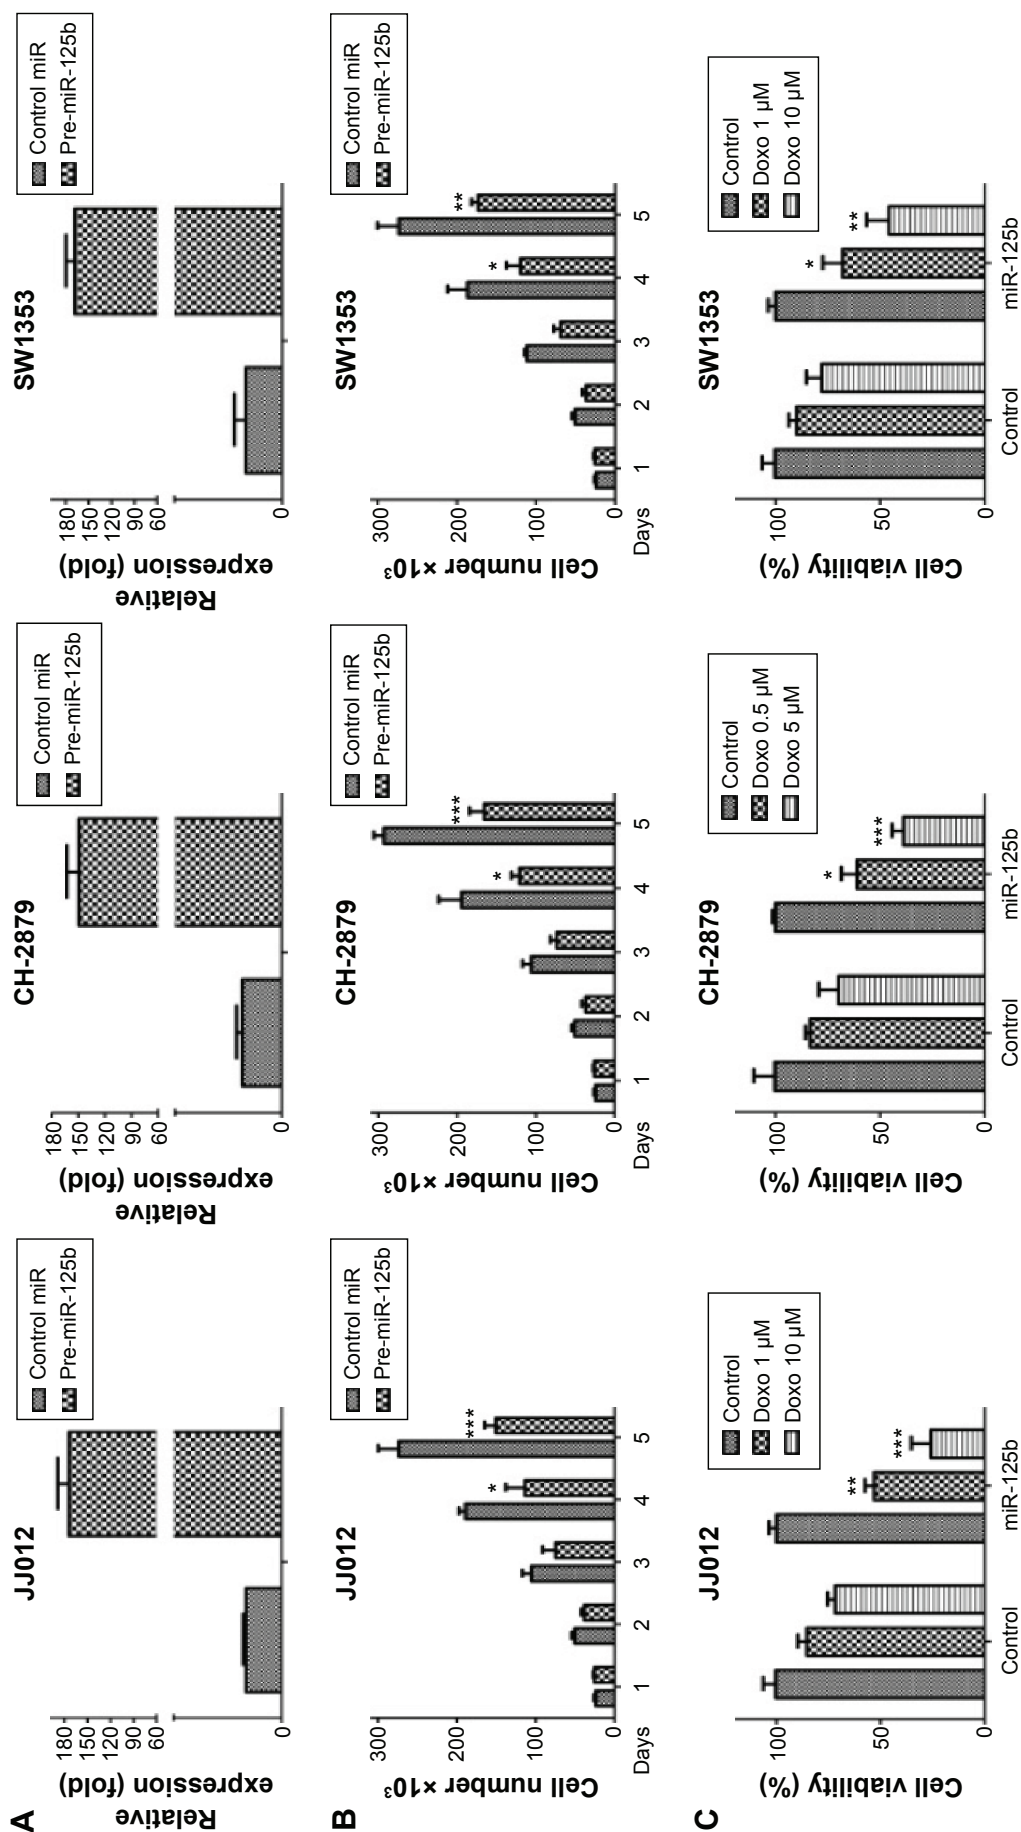 A
JJ012
Relative
expression (fold)
180
150
120
90
60
0
Control miR
Pre-miR-125b
CH-2879
Relative
expression (fold)
180
150
120
90
60
0
Control miR
Pre-miR-125b
SW1353
Relative
expression (fold)
180
150
120
90
60
0
Control miR
Pre-miR-125b
B
JJ012
Cell number ×10³
300
200
100
0
Days
1 2 3 4 5
*
***
Control miR
Pre-miR-125b
CH-2879
Cell number ×10³
300
200
100
0
Days
1 2 3 4 5
*
***
Control miR
Pre-miR-125b
SW1353
Cell number ×10³
300
200
100
0
Days
1 2 3 4 5
*
**
Control miR
Pre-miR-125b
C
JJ012
Cell viability (%)
100
50
0
Control miR-125b
**
***
Control
Doxo 1 µM
Doxo 10 µM
CH-2879
Cell viability (%)
100
50
0
Control miR-125b
*
***
Control
Doxo 0.5 µM
Doxo 5 µM
SW1353
Cell viability (%)
100
50
0
Control miR-125b
*
**
Control
Doxo 1 µM
Doxo 10 µM